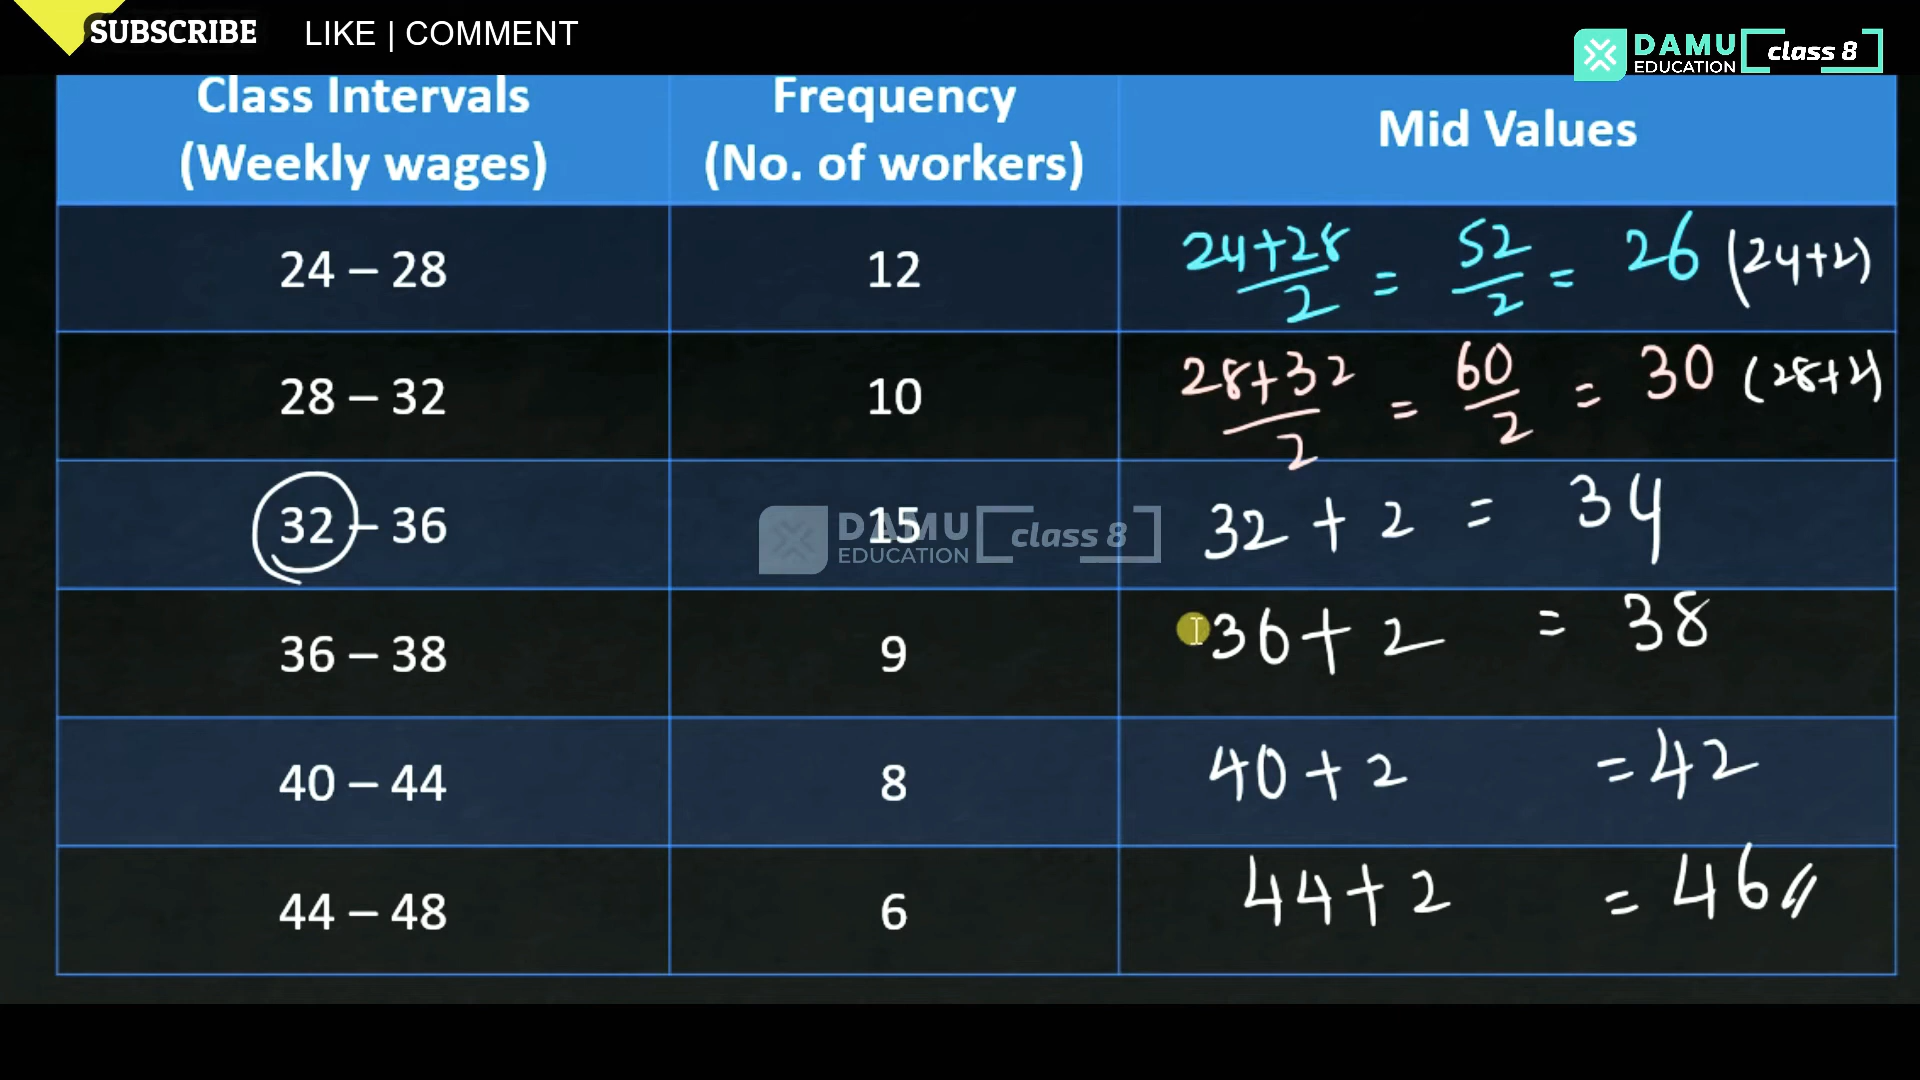 SUBSCRIBE LIKE | COMMENT
DAMU EDUCATION class 8
Class Intervals (Weekly wages) Frequency (No. of workers) Mid Values
24 – 28 12 24+28/2 = 52/2 = 26 (24+2)
28 – 32 10 28+32/2 = 60/2 = 30 (28+2)
32 – 36 15 32 + 2 = 34
DAMU EDUCATION class 8
36 – 38 9 36 + 2 = 38
40 – 44 8 40 + 2 = 42
44 – 48 6 44 + 2 = 46